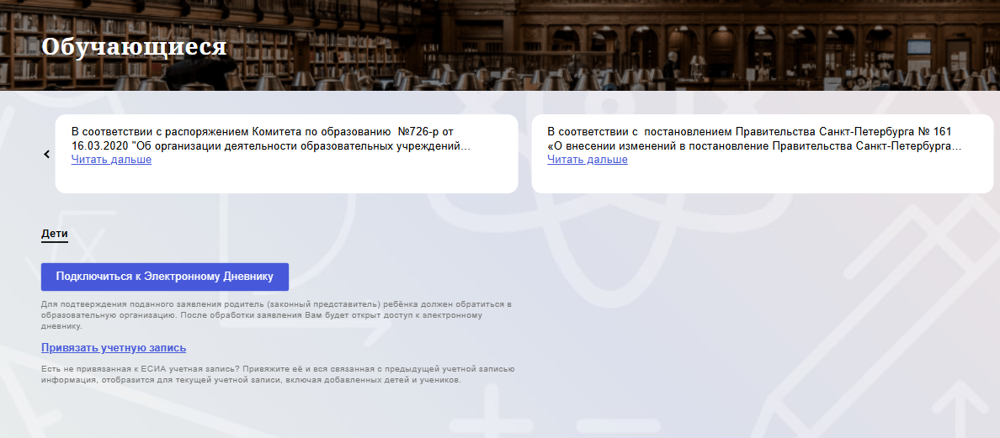 Обучающиеся
В соответствии с распоряжением Комитета по образованию №726-р от
16.03.2020 "Об организации деятельности образовательных учреждений...
Читать дальше
В соответствии с постановлением Правительства Санкт-Петербурга № 161
«О внесении изменений в постановление Правительства Санкт-Петербурга...
Читать дальше
Дети
Подключиться к Электронному Дневнику
Для подтверждения поданного заявления родитель (законный представитель) ребёнка должен обратиться в
образовательную организацию. После обработки заявления Вам будет открыт доступ к электронному
дневнику.
Привязать учетную запись
Есть не привязанная к ЕСИА учетная запись? Привяжите её и вся связанная с предыдущей учетной записью
информация, отобразится для текущей учетной записи, включая добавленных детей и учеников.